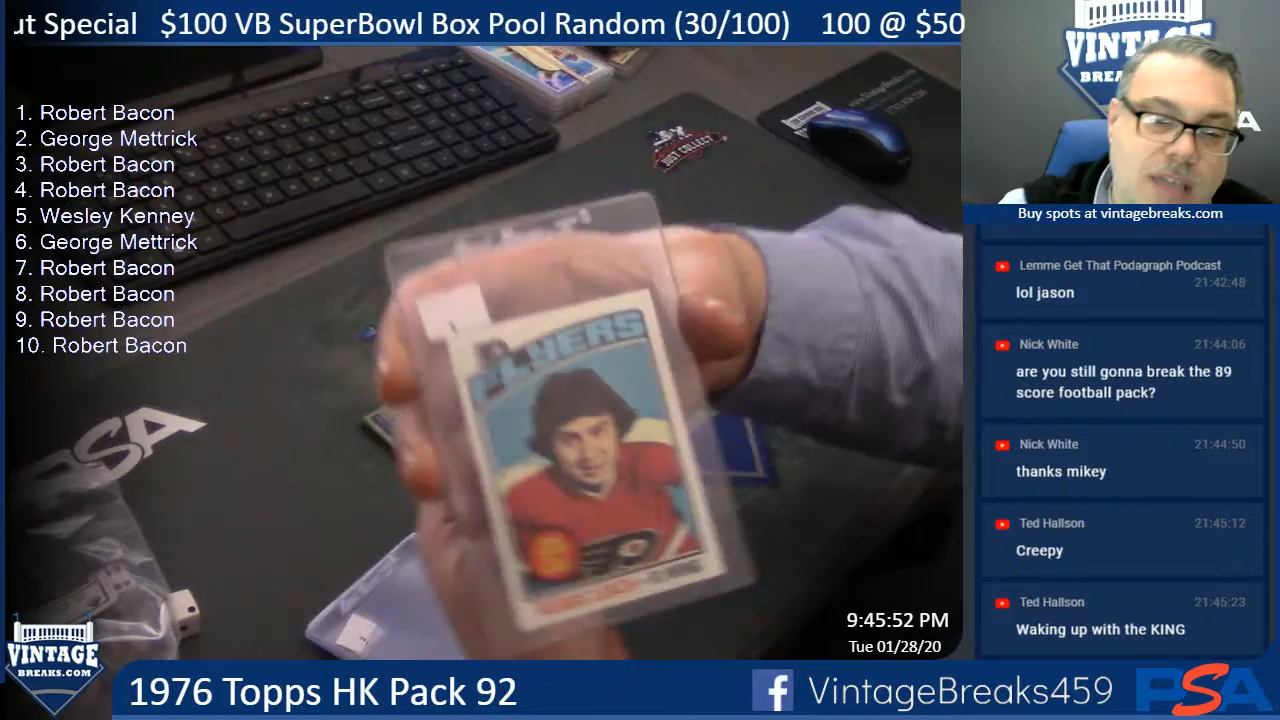 ut Special $100 VB SuperBowl Box Pool Random (30/100) 100 @ $50
1. Robert Bacon
2. George Mettrick
3. Robert Bacon
4. Robert Bacon
5. Wesley Kenney
6. George Mettrick
7. Robert Bacon
8. Robert Bacon
9. Robert Bacon
10. Robert Bacon
JUST COLLECT
FLYERS
PSA
VINTAGE
BREA
A
Buy spots at vintagebreaks.com
Lemme Get That Podagraph Podcast
21:42:48
lol jason
Nick White 21:44:06
are you still gonna break the 89
score football pack?
Nick White 21:44:50
thanks mikey
Ted Hallson 21:45:12
Creepy
Ted Hallson 21:45:23
Waking up with the KING
9:45:52 PM
Tue 01/28/20
VINTAGE
BREAKS.COM
1976 Topps HK Pack 92
f VintageBreaks459
PSA